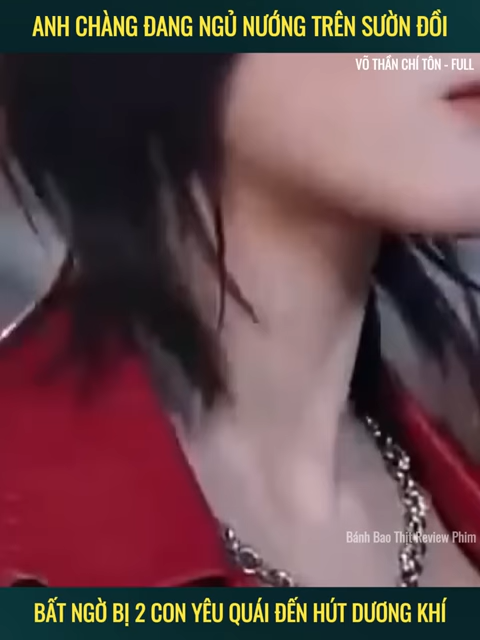 ANH CHÀNG ĐANG NGỦ NƯỚNG TRÊN SƯỜN ĐỒI
VÕ THẦN CHÍ TÔN - FULL
Bánh Bao Thịt Review Phim
BẤT NGỜ BỊ 2 CON YÊU QUÁI ĐẾN HÚT DƯƠNG KHÍ